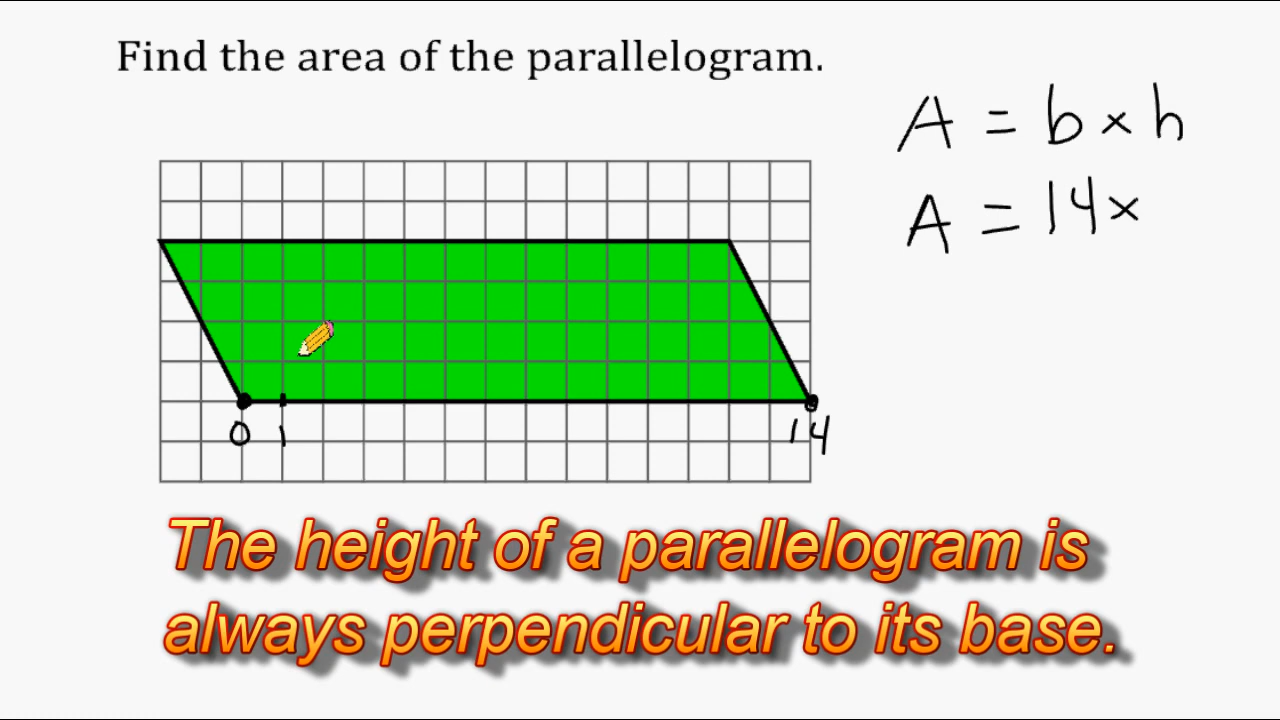 Find the area of the parallelogram.
A = b × h
A = 14 ×
0 1 14
The height of a parallelogram is
always perpendicular to its base.